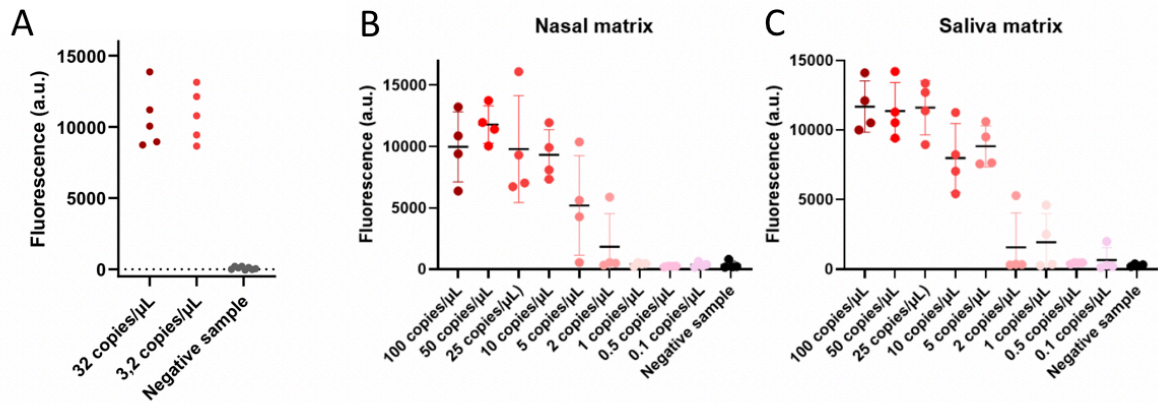 A
Fluorescence (a.u.)
15000
10000
5000
0
32 copies/µL
3,2 copies/µL
Negative sample
B
Nasal matrix
Fluorescence (a.u.)
15000
10000
5000
0
100 copies/µL
50 copies/µL
25 copies/µL)
10 copies/µL
5 copies/µL
2 copies/µL
1 copies/µL
0.5 copies/µL
0.1 copies/µL
Negative sample
C
Saliva matrix
Fluorescence (a.u.)
15000
10000
5000
0
100 copies/µL
50 copies/µL
25 copies/µL)
10 copies/µL
5 copies/µL
2 copies/µL
1 copies/µL
0.5 copies/µL
0.1 copies/µL
Negative sample